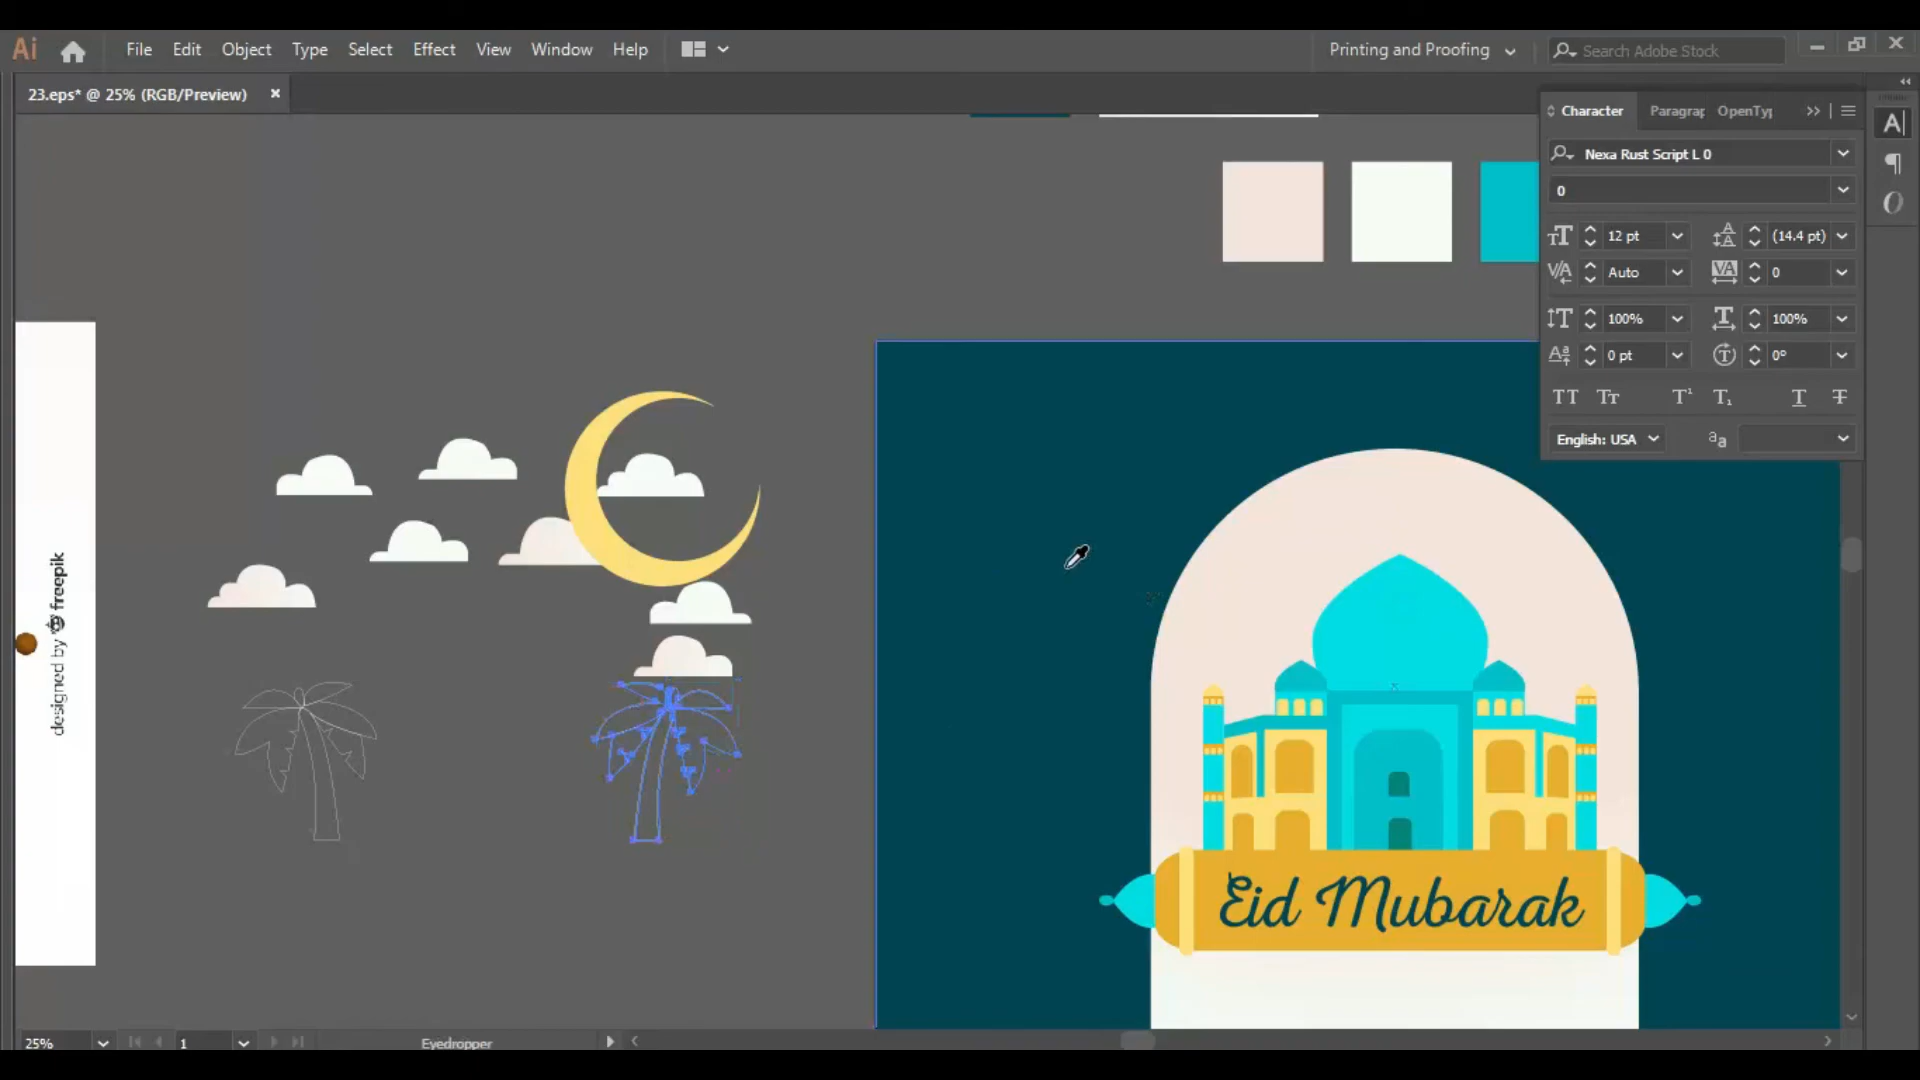 Ai File Edit Object Type Select Effect View Window Help Printing and Proofing Search Adobe Stock
23.eps* @ 25% (RGB/Preview)
Character Paragrap OpenTyp
Nexa Rust Script L 0
0
12 pt (14.4 pt)
Auto 0
100% 100%
0 pt 0°
English: USA
designed by freepik
Eid Mubarak
25% 1 Eyedropper